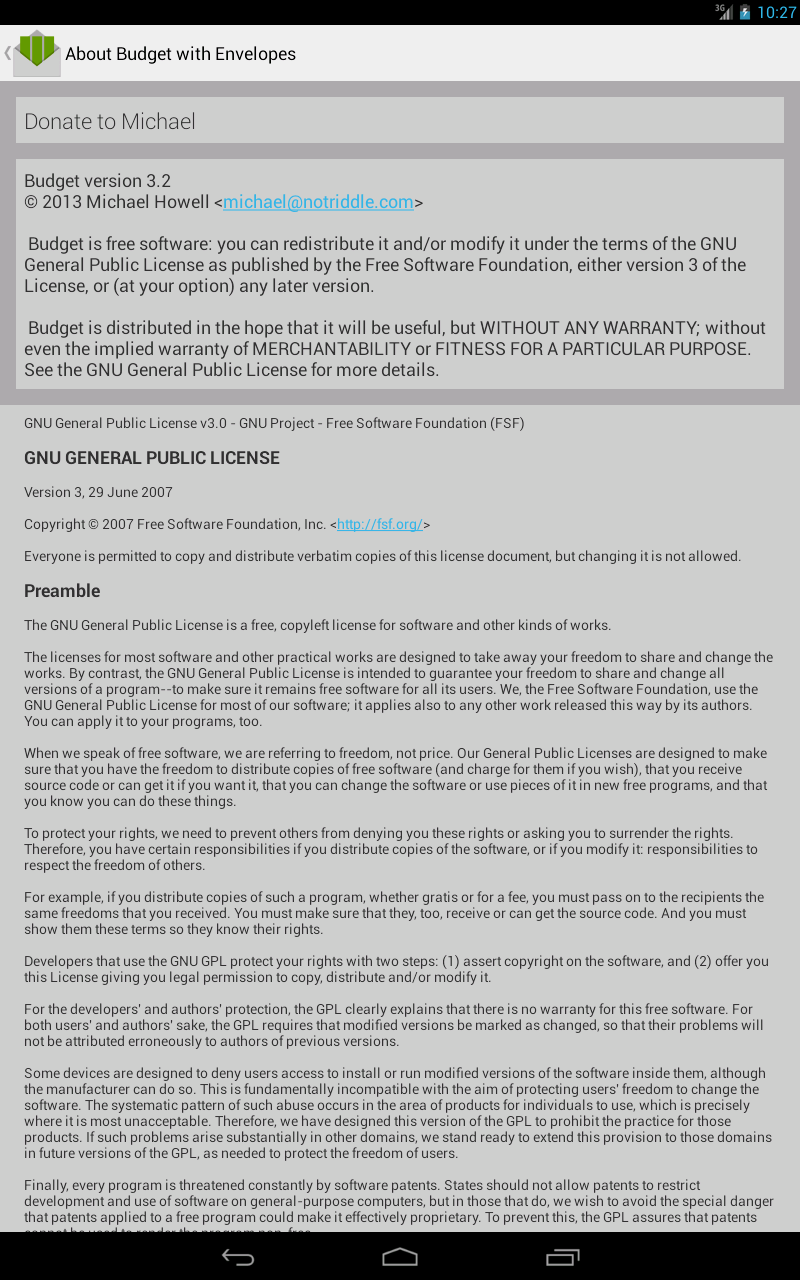 3G 10:27
About Budget with Envelopes
Donate to Michael
Budget version 3.2
© 2013 Michael Howell <michael@notriddle.com>
Budget is free software: you can redistribute it and/or modify it under the terms of the GNU
General Public License as published by the Free Software Foundation, either version 3 of the
License, or (at your option) any later version.
Budget is distributed in the hope that it will be useful, but WITHOUT ANY WARRANTY; without
even the implied warranty of MERCHANTABILITY or FITNESS FOR A PARTICULAR PURPOSE.
See the GNU General Public License for more details.
GNU General Public License v3.0 - GNU Project - Free Software Foundation (FSF)
GNU GENERAL PUBLIC LICENSE
Version 3, 29 June 2007
Copyright © 2007 Free Software Foundation, Inc. <http://fsf.org/>
Everyone is permitted to copy and distribute verbatim copies of this license document, but changing it is not allowed.
Preamble
The GNU General Public License is a free, copyleft license for software and other kinds of works.
The licenses for most software and other practical works are designed to take away your freedom to share and change the
works. By contrast, the GNU General Public License is intended to guarantee your freedom to share and change all
versions of a program--to make sure it remains free software for all its users. We, the Free Software Foundation, use the
GNU General Public License for most of our software; it applies also to any other work released this way by its authors.
You can apply it to your programs, too.
When we speak of free software, we are referring to freedom, not price. Our General Public Licenses are designed to make
sure that you have the freedom to distribute copies of free software (and charge for them if you wish), that you receive
source code or can get it if you want it, that you can change the software or use pieces of it in new free programs, and that
you know you can do these things.
To protect your rights, we need to prevent others from denying you these rights or asking you to surrender the rights.
Therefore, you have certain responsibilities if you distribute copies of the software, or if you modify it: responsibilities to
respect the freedom of others.
For example, if you distribute copies of such a program, whether gratis or for a fee, you must pass on to the recipients the
same freedoms that you received. You must make sure that they, too, receive or can get the source code. And you must
show them these terms so they know their rights.
Developers that use the GNU GPL protect your rights with two steps: (1) assert copyright on the software, and (2) offer you
this License giving you legal permission to copy, distribute and/or modify it.
For the developers' and authors' protection, the GPL clearly explains that there is no warranty for this free software. For
both users' and authors' sake, the GPL requires that modified versions be marked as changed, so that their problems will
not be attributed erroneously to authors of previous versions.
Some devices are designed to deny users access to install or run modified versions of the software inside them, although
the manufacturer can do so. This is fundamentally incompatible with the aim of protecting users' freedom to change the
software. The systematic pattern of such abuse occurs in the area of products for individuals to use, which is precisely
where it is most unacceptable. Therefore, we have designed this version of the GPL to prohibit the practice for those
products. If such problems arise substantially in other domains, we stand ready to extend this provision to those domains
in future versions of the GPL, as needed to protect the freedom of users.
Finally, every program is threatened constantly by software patents. States should not allow patents to restrict
development and use of software on general-purpose computers, but in those that do, we wish to avoid the special danger
that patents applied to a free program could make it effectively proprietary. To prevent this, the GPL assures that patents